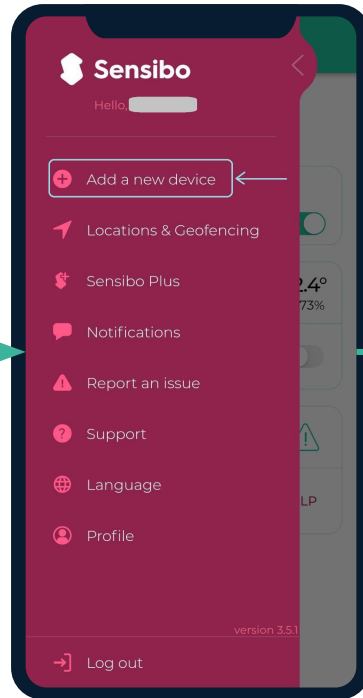 Sensibo
Hello,
Add a new device
Locations & Geofencing
2.4°
Sensibo Plus
73%
Notifications
Report an issue
Support
Language
LP
Profile
version 3.5.1
Log out